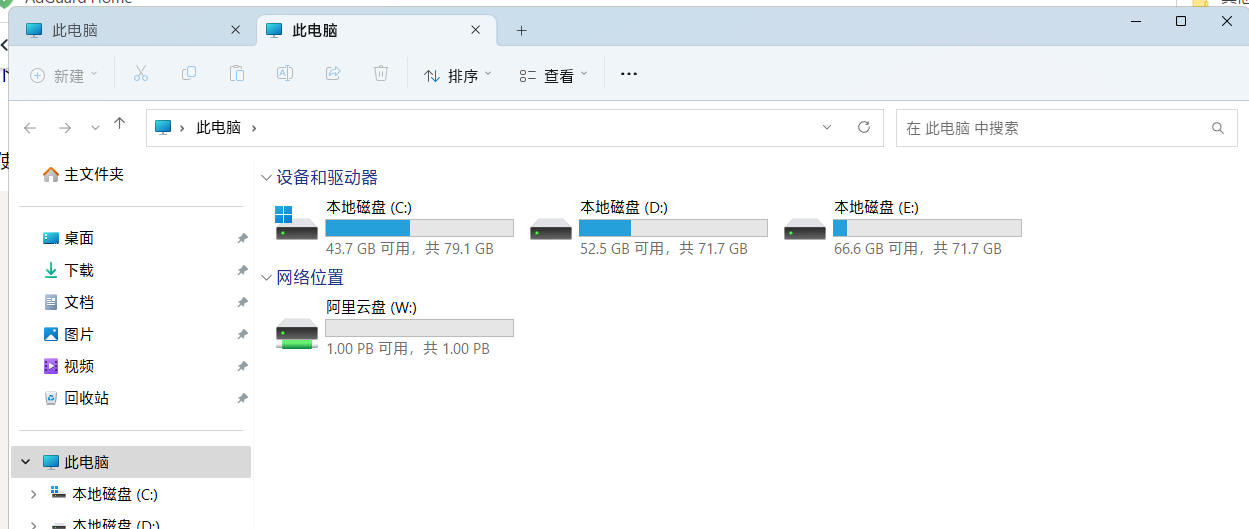 AdGuard Home
此电脑
此电脑
新建
排序
查看
此电脑
在 此电脑 中搜索
主文件夹
桌面
下载
文档
图片
视频
回收站
此电脑
本地磁盘 (C:)
本地磁盘 (D:)
设备和驱动器
本地磁盘 (C:)
43.7 GB 可用，共 79.1 GB
本地磁盘 (D:)
52.5 GB 可用，共 71.7 GB
本地磁盘 (E:)
66.6 GB 可用，共 71.7 GB
网络位置
阿里云盘 (W:)
1.00 PB 可用，共 1.00 PB